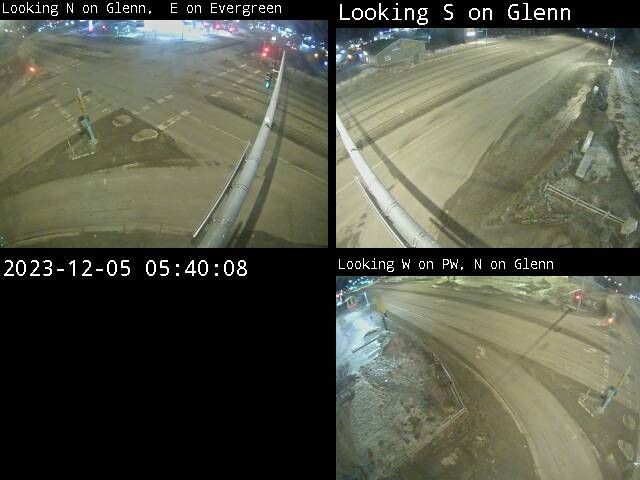 Looking N on Glenn, E on Evergreen
Looking S on Glenn
2023-12-05 05:40:08
Looking W on PW, N on Glenn